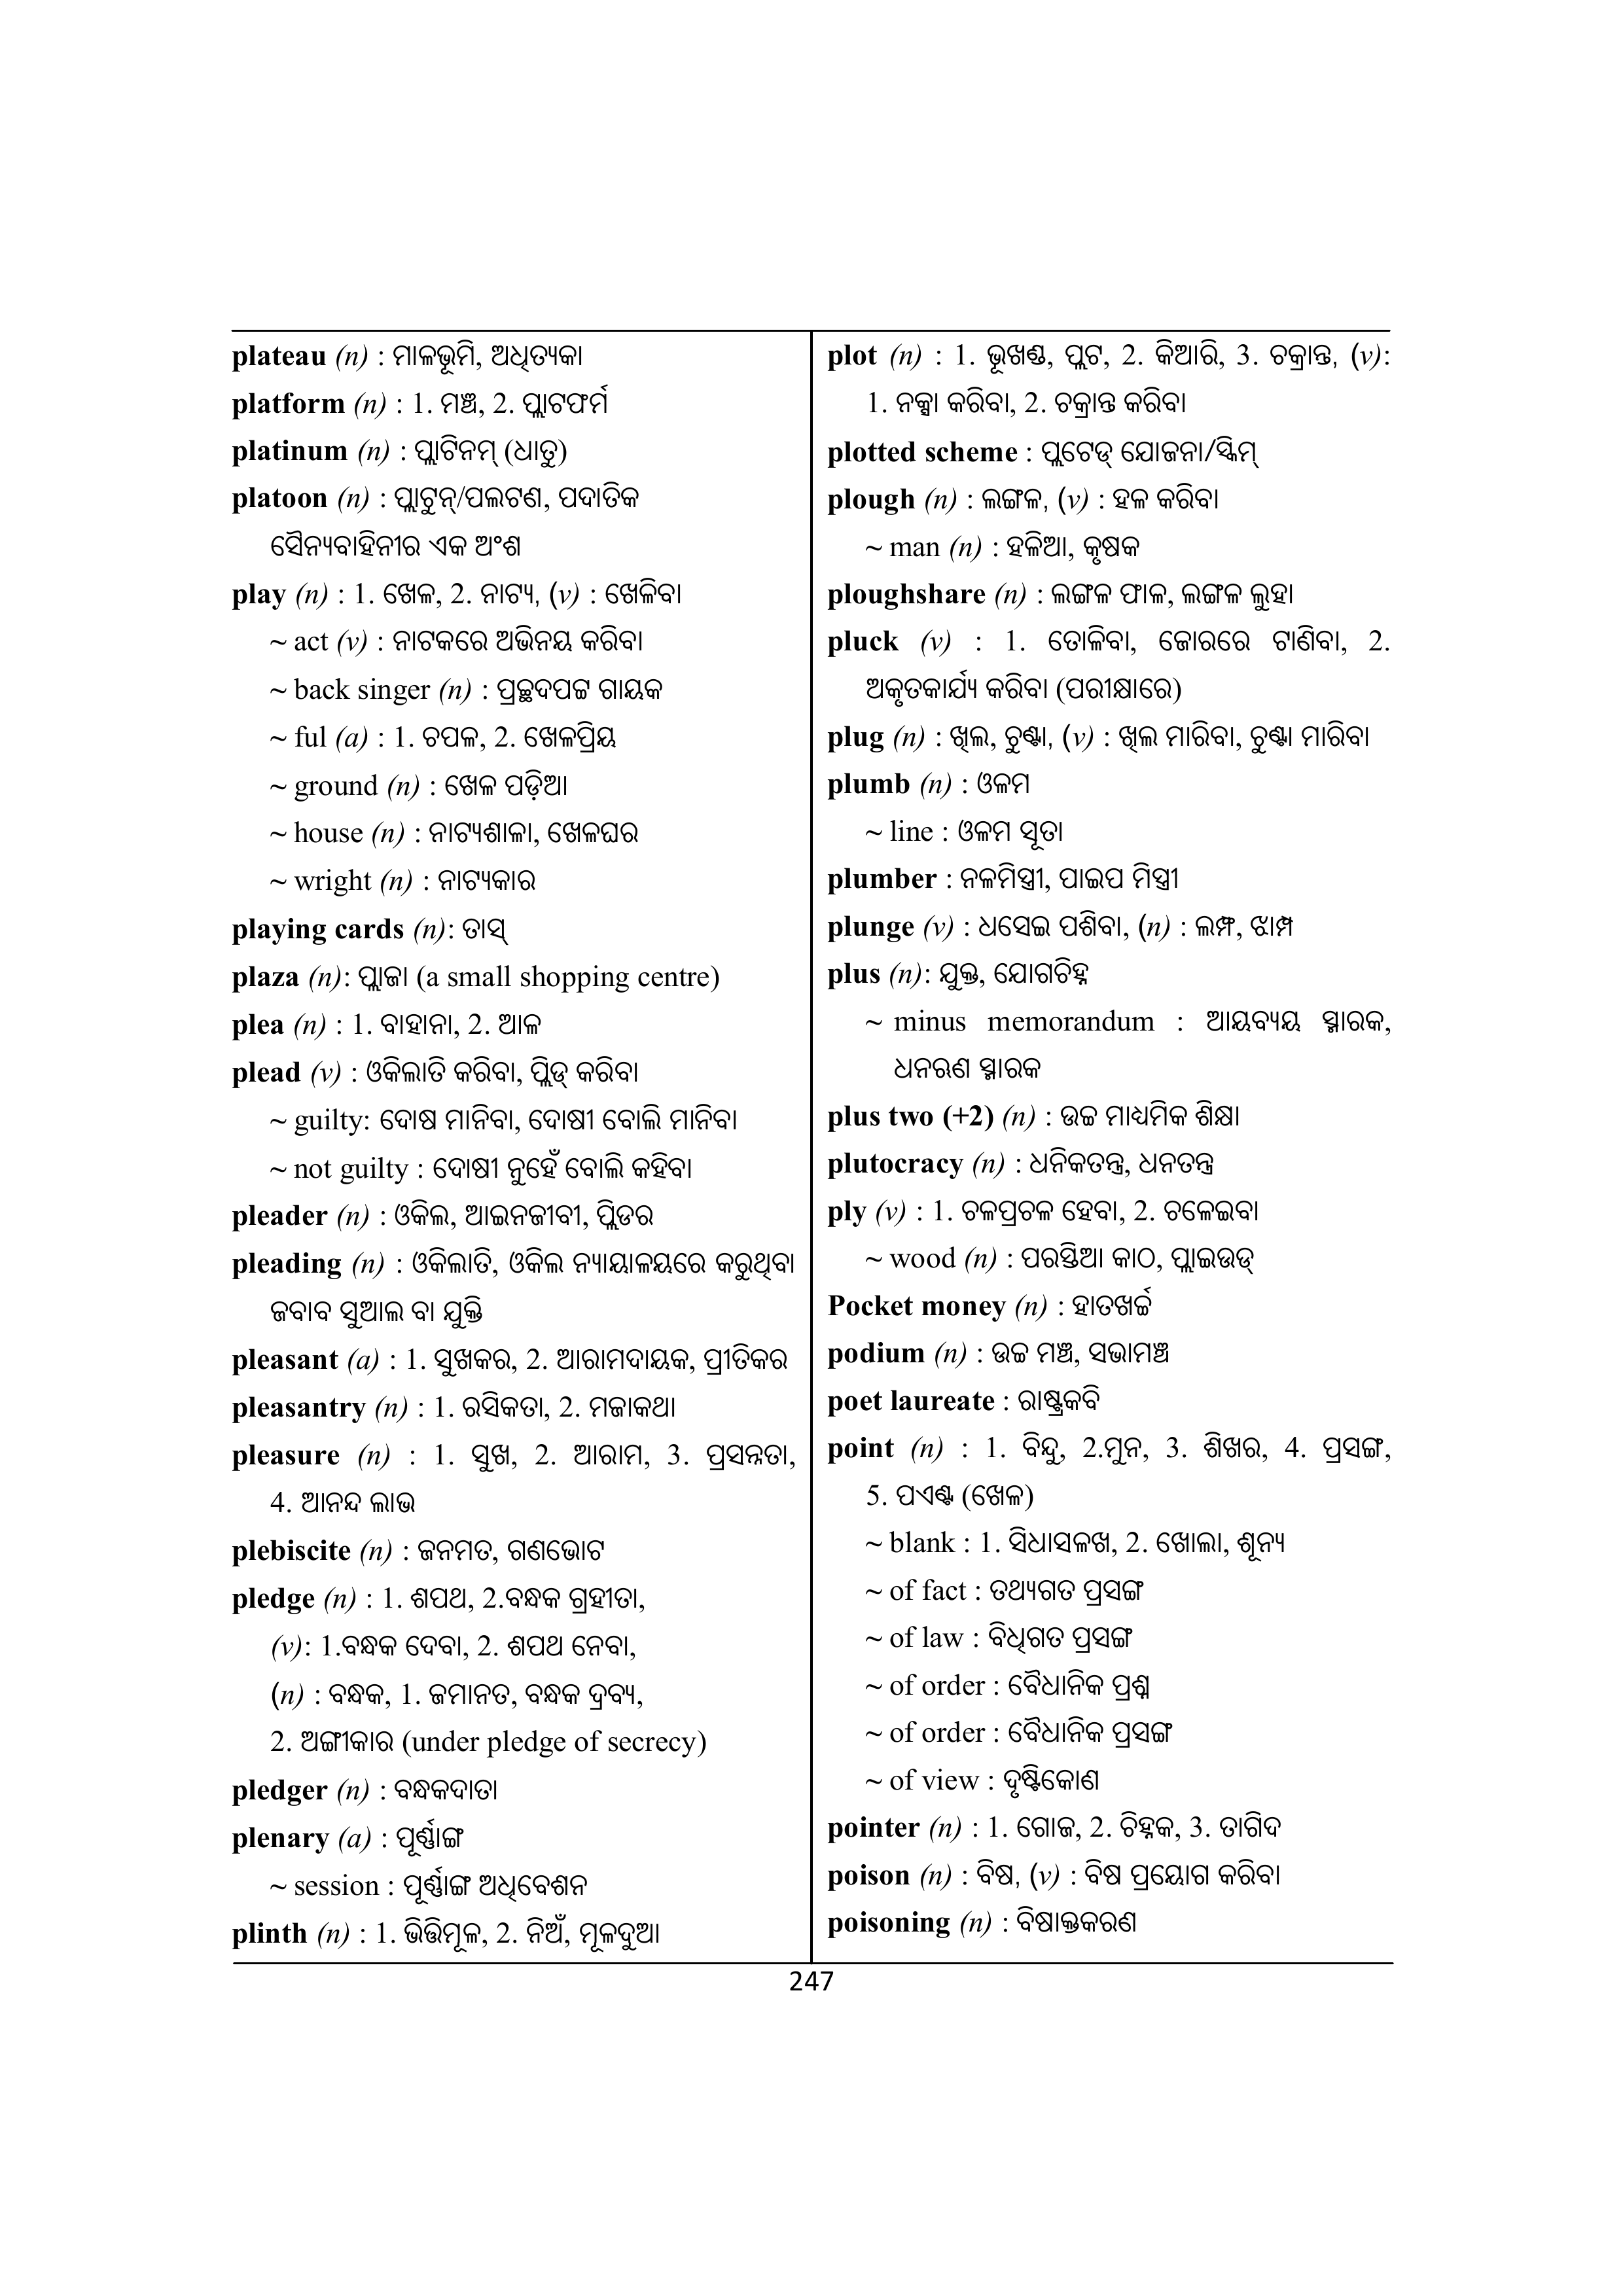 plateau (n) : ମାଳଭୂମି, ଅଧିତ୍ୟକା
platform (n) : 1. ମଞ୍ଚ, 2. ପ୍ଲାଟଫର୍ମ
platinum (n) : ପ୍ଲାଟିନମ୍ (ଧାତୁ)
platoon (n) : ପ୍ଲାଟୁନ୍/ପଲଟଣ, ପଦାତିକ
ସୈନ୍ୟବାହିନୀର ଏକ ଅଂଶ
play (n) : 1. ଖେଳ, 2. ନାଟ୍ୟ, (v) : ଖେଳିବା
~ act (v) : ନାଟକରେ ଅଭିନୟ କରିବା
~ back singer (n) : ପ୍ରଚ୍ଛଦପଟ୍ଟ ଗାୟକ
~ ful (a) : 1. ଚପଳ, 2. ଖେଳପ୍ରିୟ
~ ground (n) : ଖେଳ ପଡ଼ିଆ
~ house (n) : ନାଟ୍ୟଶାଳା, ଖେଳଘର
~ wright (n) : ନାଟ୍ୟକାର
playing cards (n): ତାସ୍
plaza (n): ପ୍ଲାଜା (a small shopping centre)
plea (n) : 1. ବାହାନା, 2. ଆଳ
plead (v) : ଓକିଲାତି କରିବା, ପ୍ଲିଡ୍ କରିବା
~ guilty: ଦୋଷ ମାନିବା, ଦୋଷୀ ବୋଲି ମାନିବା
~ not guilty : ଦୋଷୀ ନୁହେଁ ବୋଲି କହିବା
pleader (n) : ଓକିଲ, ଆଇନଜୀବୀ, ପ୍ଲିଡର
pleading (n) : ଓକିଲାତି, ଓକିଲ ନ୍ୟାୟାଳୟରେ କରୁଥିବା
ଜବାବ ସୁଆଲ ବା ଯୁକ୍ତି
pleasant (a) : 1. ସୁଖକର, 2. ଆରାମଦାୟକ, ପ୍ରୀତିକର
pleasantry (n) : 1. ରସିକତା, 2. ମଜାକଥା
pleasure (n) : 1. ସୁଖ, 2. ଆରାମ, 3. ପ୍ରସନ୍ନତା,
4. ଆନନ୍ଦ ଲାଭ
plebiscite (n) : ଜନମତ, ଗଣଭୋଟ
pledge (n) : 1. ଶପଥ, 2.ବନ୍ଧକ ଗ୍ରହୀତା,
(v): 1.ବନ୍ଧକ ଦେବା, 2. ଶପଥ ନେବା,
(n) : ବନ୍ଧକ, 1. ଜମାନତ, ବନ୍ଧକ ଦ୍ରବ୍ୟ,
2. ଅଙ୍ଗୀକାର (under pledge of secrecy)
pledger (n) : ବନ୍ଧକଦାତା
plenary (a) : ପୂର୍ଣ୍ଣାଙ୍ଗ
~ session : ପୂର୍ଣ୍ଣାଙ୍ଗ ଅଧିବେଶନ
plinth (n) : 1. ଭିତ୍ତିମୂଳ, 2. ନିଅଁ, ମୂଳଦୁଆ
plot (n) : 1. ଭୂଖଣ୍ଡ, ପ୍ଲଟ, 2. କିଆରି, 3. ଚକ୍ରାନ୍ତ, (v):
1. ନକ୍ସା କରିବା, 2. ଚକ୍ରାନ୍ତ କରିବା
plotted scheme : ପ୍ଲଟେଡ୍ ଯୋଜନା/ସ୍କିମ୍
plough (n) : ଲଙ୍ଗଳ, (v) : ହଳ କରିବା
~ man (n) : ହଳିଆ, କୃଷକ
ploughshare (n) : ଲଙ୍ଗଳ ଫାଳ, ଲଙ୍ଗଳ ଲୁହା
pluck (v) : 1. ତୋଳିବା, ଜୋରରେ ଟାଣିବା, 2.
ଅକୃତକାର୍ଯ୍ୟ କରିବା (ପରୀକ୍ଷାରେ)
plug (n) : ଖିଲ, ଚୁଣ୍ଟା, (v) : ଖିଲ ମାରିବା, ଚୁଣ୍ଟା ମାରିବା
plumb (n) : ଓଳମ
~ line : ଓଳମ ସୂତା
plumber : ନଳମିସ୍ତ୍ରୀ, ପାଇପ ମିସ୍ତ୍ରୀ
plunge (v) : ଧସେଇ ପଶିବା, (n) : ଲମ୍ଫ, ଝାମ୍ପ
plus (n): ଯୁକ୍ତ, ଯୋଗଚିହ୍ନ
~ minus memorandum : ଆୟବ୍ୟୟ ସ୍ମାରକ,
ଧନଋଣ ସ୍ମାରକ
plus two (+2) (n) : ଉଚ୍ଚ ମାଧ୍ୟମିକ ଶିକ୍ଷା
plutocracy (n) : ଧନିକତନ୍ତ୍ର, ଧନତନ୍ତ୍ର
ply (v) : 1. ଚଳପ୍ରଚଳ ହେବା, 2. ଚଳେଇବା
~ wood (n) : ପରସ୍ତିଆ କାଠ, ପ୍ଲାଇଉଡ୍
Pocket money (n) : ହାତଖର୍ଚ୍ଚ
podium (n) : ଉଚ୍ଚ ମଞ୍ଚ, ସଭାମଞ୍ଚ
poet laureate : ରାଷ୍ଟ୍ରକବି
point (n) : 1. ବିନ୍ଦୁ, 2.ମୁନ, 3. ଶିଖର, 4. ପ୍ରସଙ୍ଗ,
5. ପଏଣ୍ଟ (ଖେଳ)
~ blank : 1. ସିଧାସଳଖ, 2. ଖୋଲା, ଶୂନ୍ୟ
~ of fact : ତଥ୍ୟଗତ ପ୍ରସଙ୍ଗ
~ of law : ବିଧିଗତ ପ୍ରସଙ୍ଗ
~ of order : ବୈଧାନିକ ପ୍ରଶ୍ନ
~ of order : ବୈଧାନିକ ପ୍ରସଙ୍ଗ
~ of view : ଦୃଷ୍ଟିକୋଣ
pointer (n) : 1. ଗୋଜ, 2. ଚିହ୍ନକ, 3. ତାଗିଦ
poison (n) : ବିଷ, (v) : ବିଷ ପ୍ରୟୋଗ କରିବା
poisoning (n) : ବିଷାକ୍ତକରଣ
247